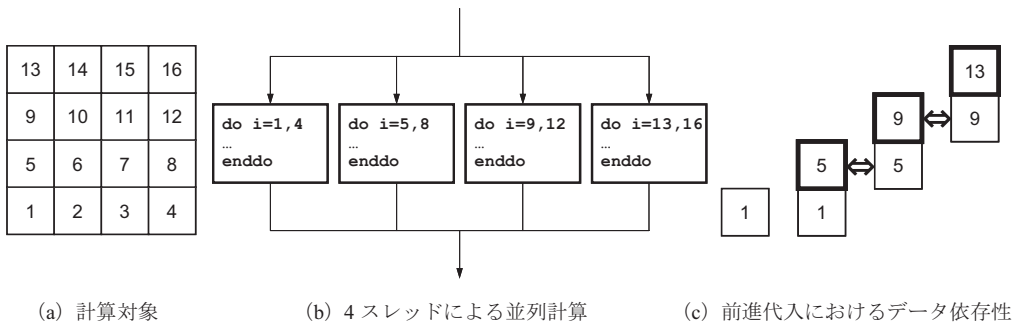 13 14 15 16
9 10 11 12
5 6 7 8
1 2 3 4
do i=1,4
…
enddo
do i=5,8
…
enddo
do i=9,12
…
enddo
do i=13,16
…
enddo
13
9 9
5 5
1 1
(a) 計算対象
(b) 4 スレッドによる並列計算
(c) 前進代入におけるデータ依存性